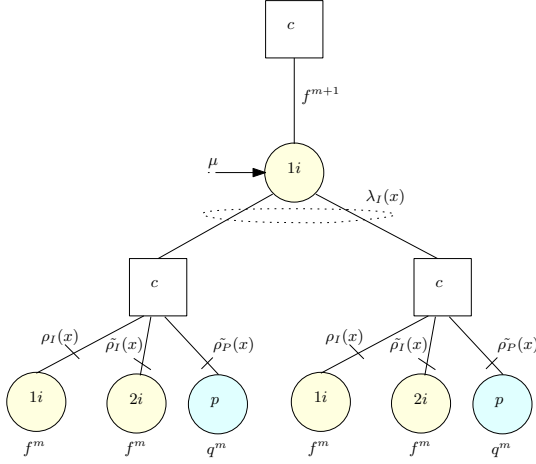 c
f^{m+1}
1i
μ
λ_I(x)
c c
ρ_I(x) ρ̃_I(x) ρ̃_P(x) ρ_I(x) ρ̃_I(x) ρ̃_P(x)
1i 2i p 1i 2i p
f^m f^m q^m f^m f^m q^m